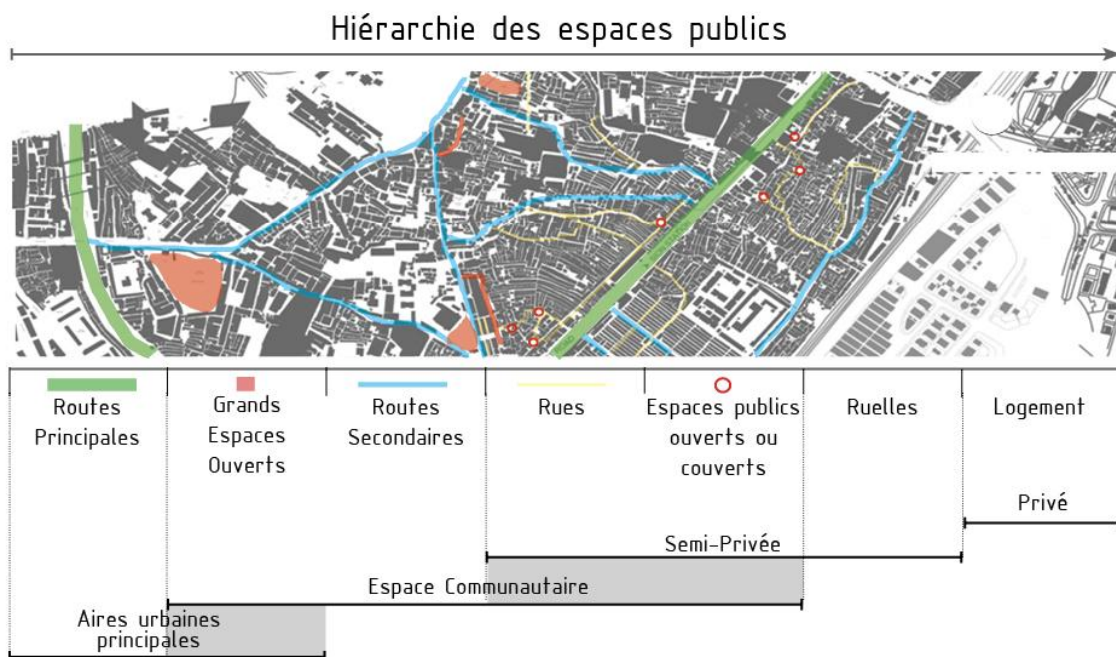 Hiérarchie des espaces publics
Routes
Principales
Grands
Espaces
Ouverts
Routes
Secondaires
Rues
Espaces publics
ouverts ou
couverts
Ruelles
Logement
Privé
Semi-Privée
Espace Communautaire
Aires urbaines
principales